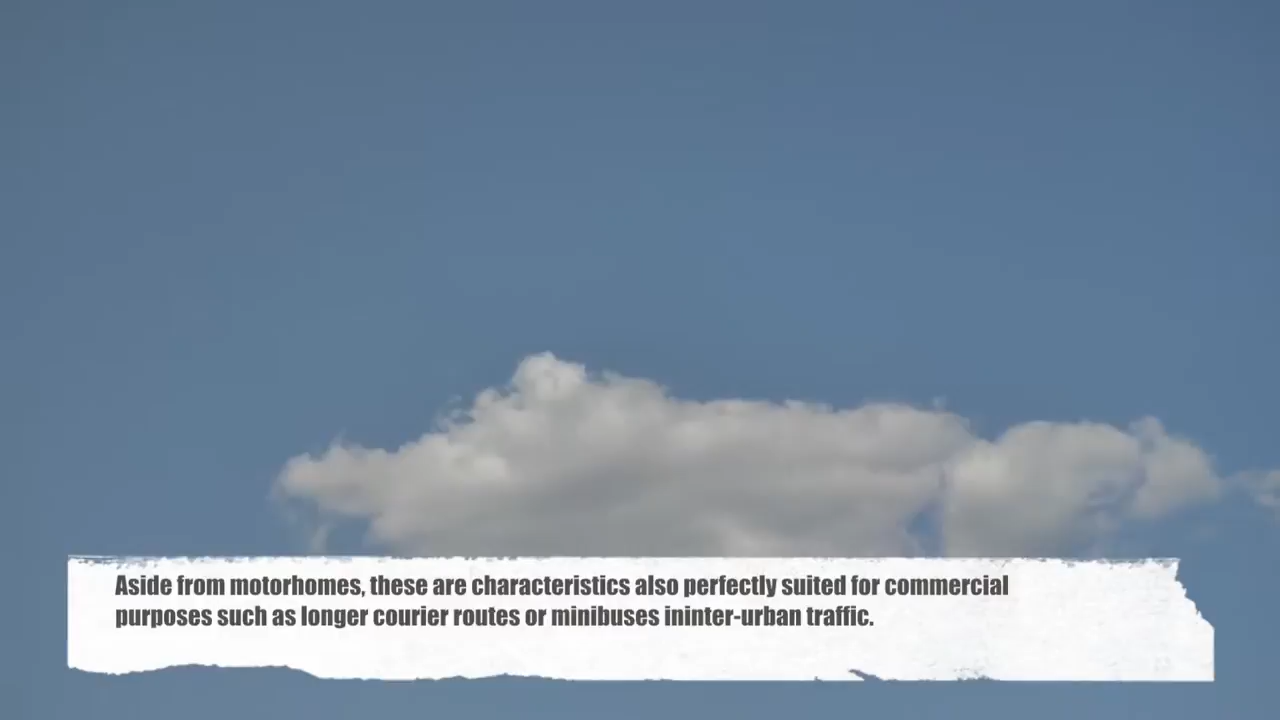 Aside from motorhomes, these are characteristics also perfectly suited for commercial
purposes such as longer courier routes or minibuses ininter-urban traffic.